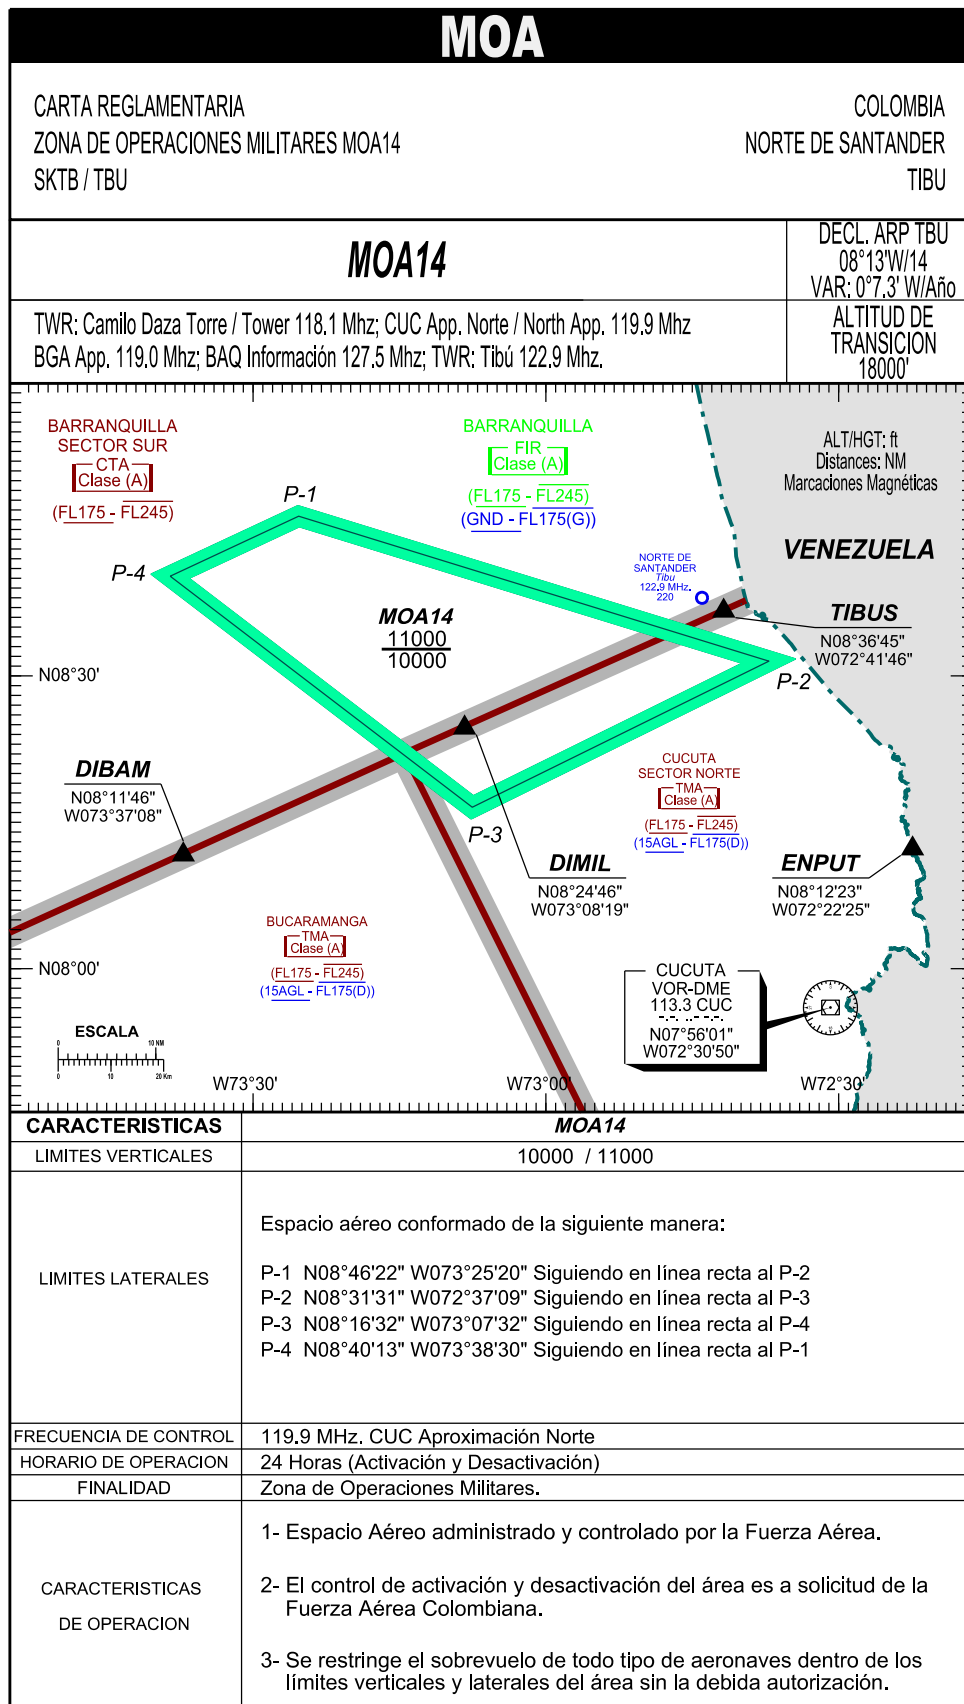 MOA
CARTA REGLAMENTARIA
ZONA DE OPERACIONES MILITARES MOA14
SKTB / TBU
COLOMBIA
NORTE DE SANTANDER
TIBU
MOA14
DECL. ARP TBU
08°13'W/14
VAR: 0°7.3' W/Año
TWR: Camilo Daza Torre / Tower 118.1 Mhz; CUC App. Norte / North App. 119.9 Mhz
BGA App. 119.0 Mhz; BAQ Información 127.5 Mhz; TWR: Tibú 122.9 Mhz.
ALTITUD DE
TRANSICION
18000'
BARRANQUILLA
SECTOR SUR
CTA
Clase (A)
(FL175 - FL245)
BARRANQUILLA
FIR
Clase (A)
(FL175 - FL245)
(GND - FL175(G))
ALT/HGT: ft
Distances: NM
Marcaciones Magnéticas
P-1
P-4
VENEZUELA
NORTE DE
SANTANDER
Tibu
122.9 MHz.
220
MOA14
11000
10000
TIBUS
N08°36'45"
W072°41'46"
N08°30'
P-2
DIBAM
N08°11'46"
W073°37'08"
CUCUTA
SECTOR NORTE
TMA
Clase (A)
(FL175 - FL245)
(15AGL - FL175(D))
P-3
DIMIL
N08°24'46"
W073°08'19"
ENPUT
N08°12'23"
W072°22'25"
BUCARAMANGA
TMA
Clase (A)
(FL175 - FL245)
(15AGL - FL175(D))
N08°00'
CUCUTA
VOR-DME
113.3 CUC
-.-. ..- -.-.
N07°56'01"
W072°30'50"
ESCALA
0 10 NM
0 10 20 Km
W73°30'
W73°00'
W72°30'
CARACTERISTICAS
MOA14
LIMITES VERTICALES
10000 / 11000
LIMITES LATERALES
Espacio aéreo conformado de la siguiente manera:
P-1 N08°46'22" W073°25'20" Siguiendo en línea recta al P-2
P-2 N08°31'31" W072°37'09" Siguiendo en línea recta al P-3
P-3 N08°16'32" W073°07'32" Siguiendo en línea recta al P-4
P-4 N08°40'13" W073°38'30" Siguiendo en línea recta al P-1
FRECUENCIA DE CONTROL
119.9 MHz. CUC Aproximación Norte
HORARIO DE OPERACION
24 Horas (Activación y Desactivación)
FINALIDAD
Zona de Operaciones Militares.
CARACTERISTICAS
DE OPERACION
1- Espacio Aéreo administrado y controlado por la Fuerza Aérea.
2- El control de activación y desactivación del área es a solicitud de la
Fuerza Aérea Colombiana.
3- Se restringe el sobrevuelo de todo tipo de aeronaves dentro de los
límites verticales y laterales del área sin la debida autorización.